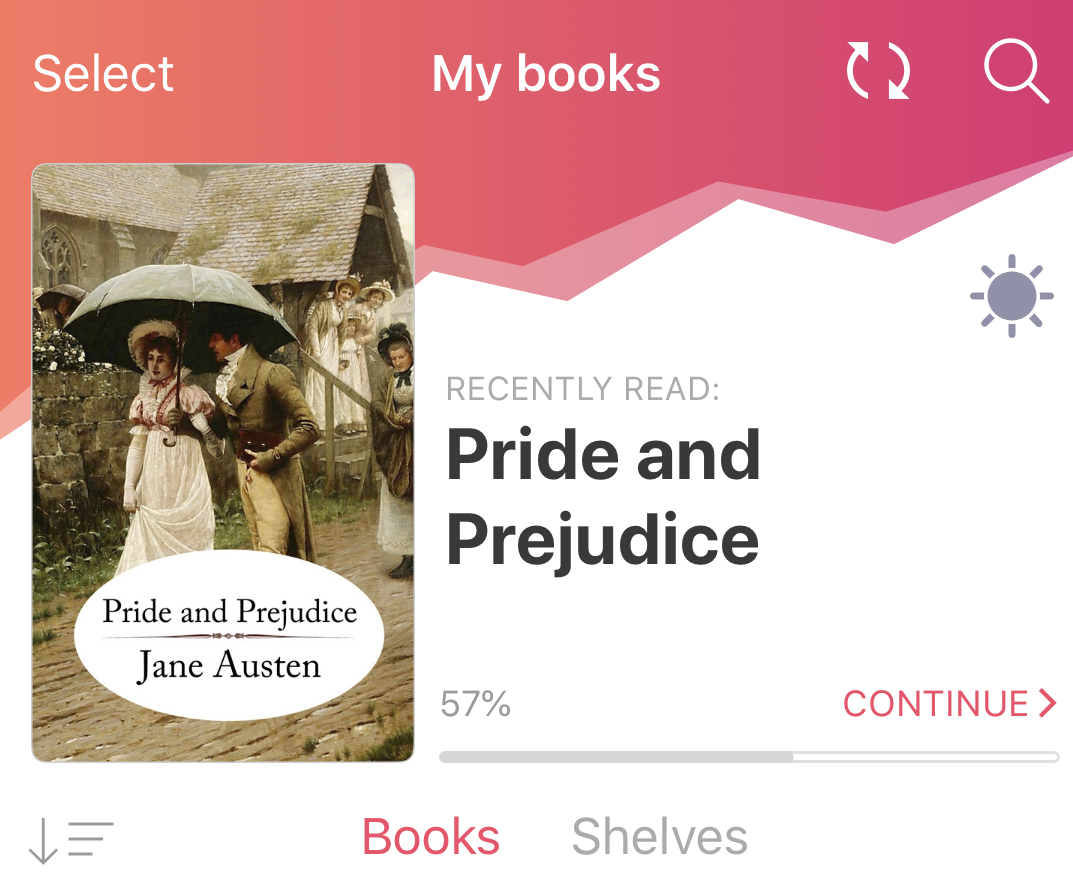 Select
My books
RECENTLY READ:
Pride and
Prejudice
Pride and Prejudice
Jane Austen
57%
CONTINUE
Books
Shelves